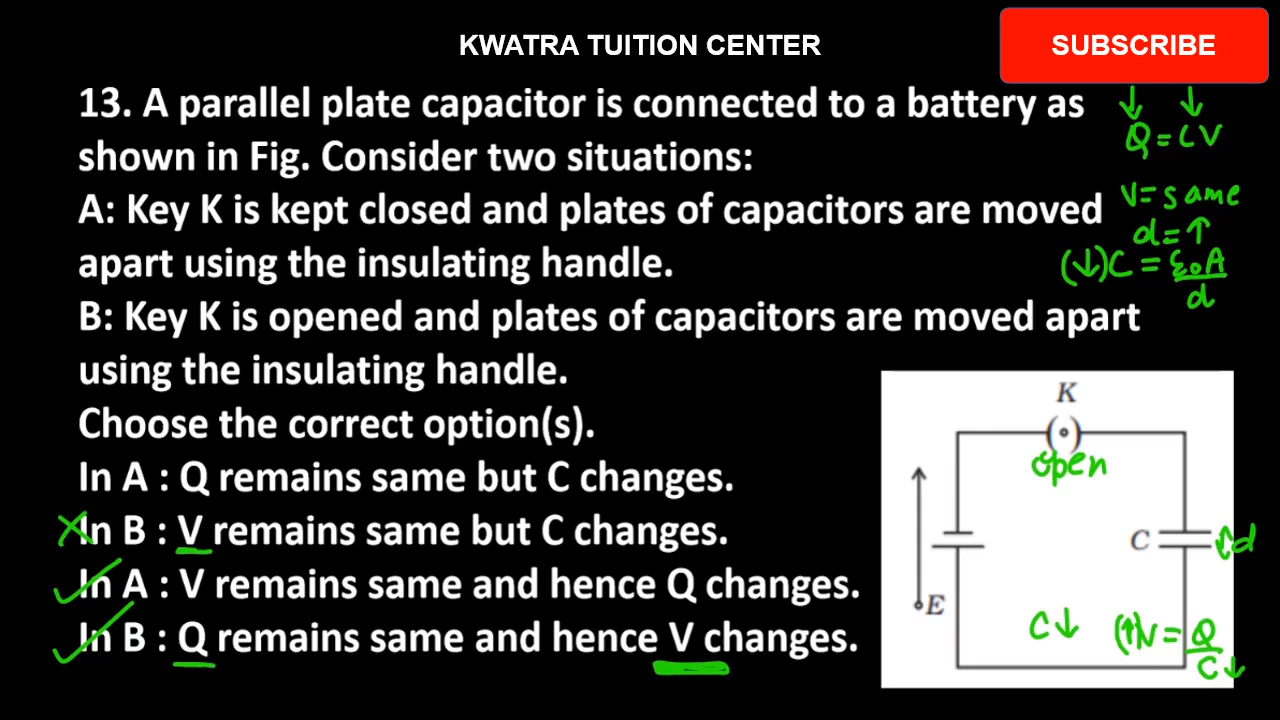 KWATRA TUITION CENTER
SUBSCRIBE
13. A parallel plate capacitor is connected to a battery as
shown in Fig. Consider two situations:
A: Key K is kept closed and plates of capacitors are moved
apart using the insulating handle.
B: Key K is opened and plates of capacitors are moved apart
using the insulating handle.
Choose the correct option(s).
In A : Q remains same but C changes.
In B : V remains same but C changes.
In A : V remains same and hence Q changes.
In B : Q remains same and hence V changes.
↓ ↓
Q = CV
V = same
d = ↑
(↓)C = ε₀A
d
K
open
C
d
E
C↓
(↑)V = Q
C↓